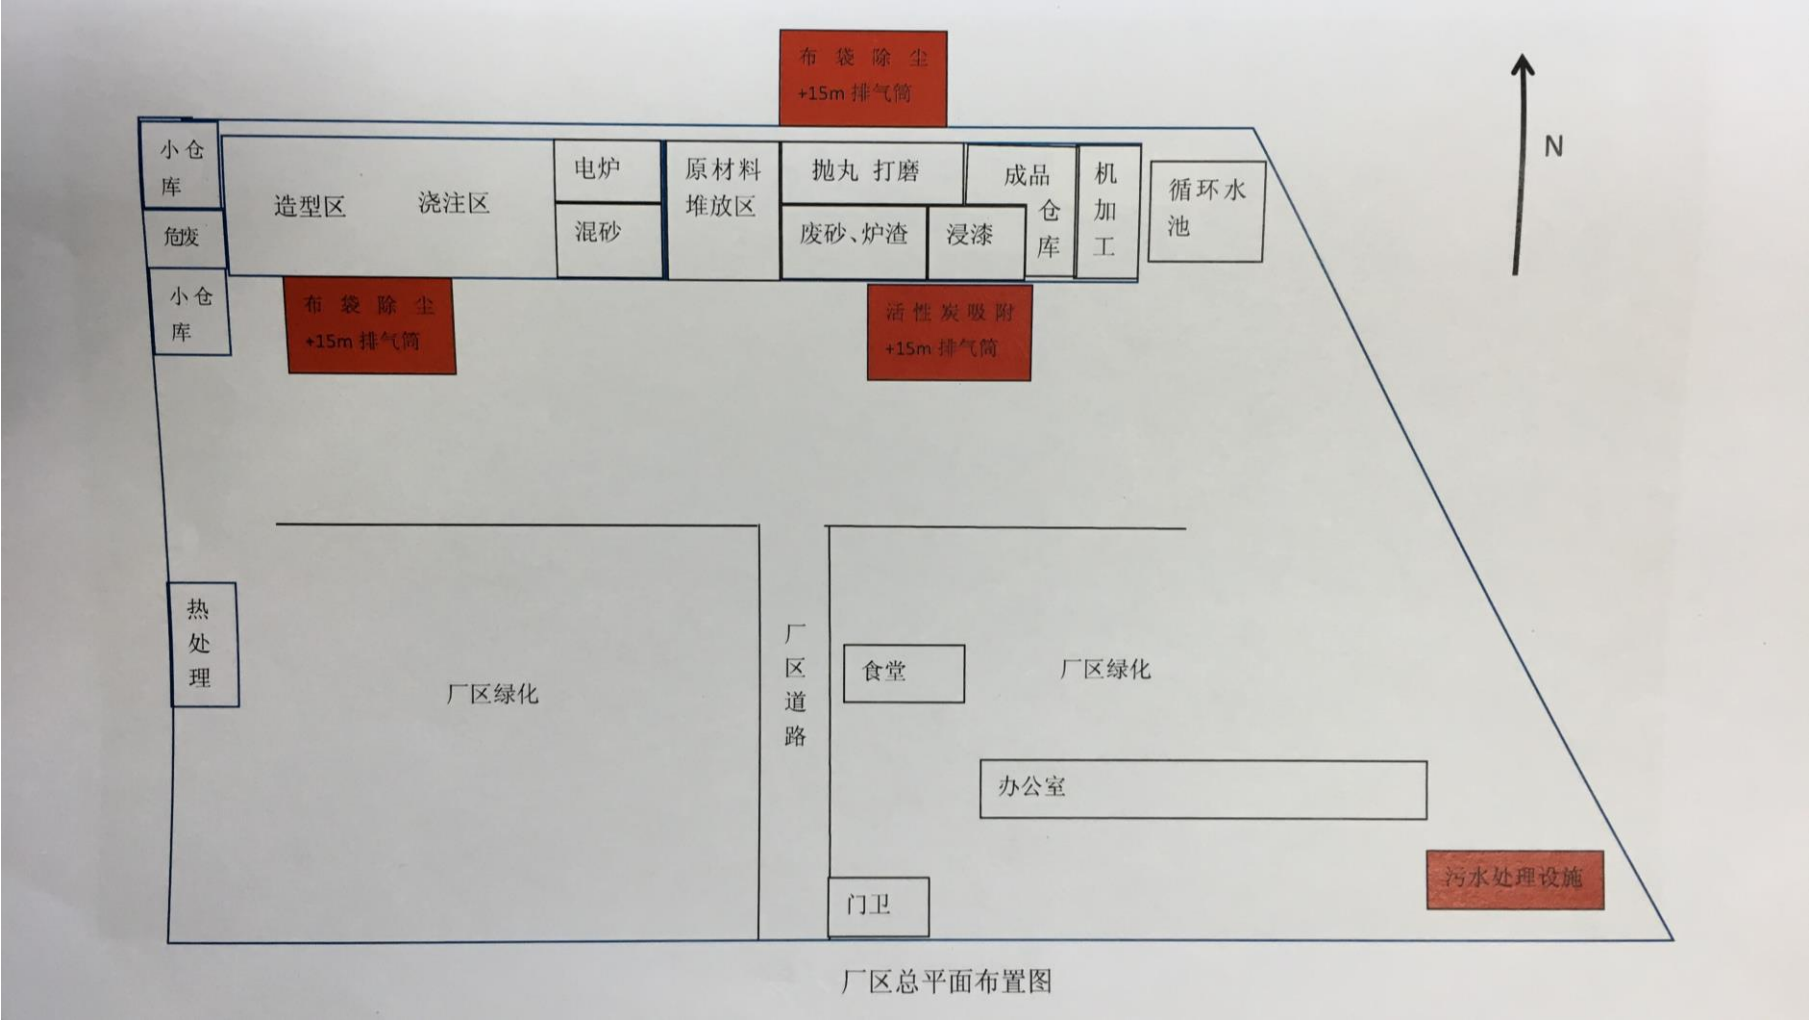 布袋除尘
+15m 排气筒
N
小仓
库
电炉
原材料
堆放区
抛丸 打磨
成品
仓
库
机
加
工
循环水
池
造型区
浇注区
危废
混砂
废砂、炉渣
浸漆
小仓
库
布袋除尘
+15m 排气筒
活性炭吸附
+15m 排气筒
热
处
理
厂区绿化
厂
区
道
路
食堂
厂区绿化
办公室
污水处理设施
门卫
厂区总平面布置图